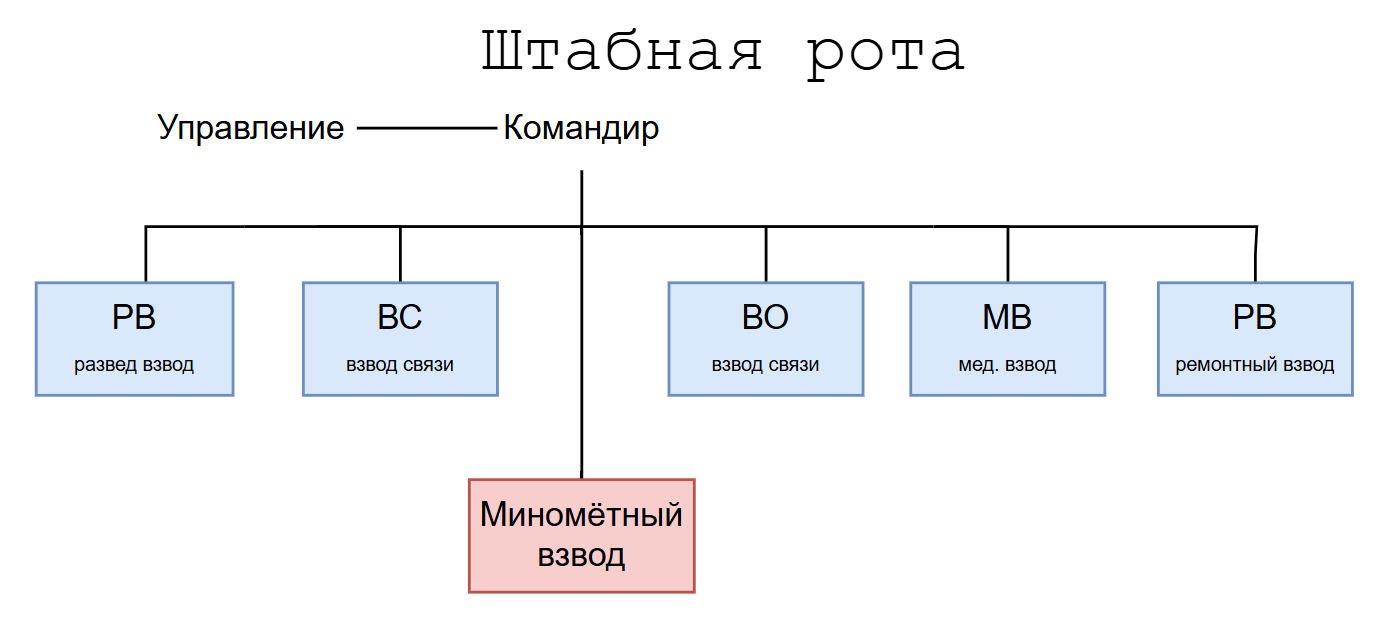 Штабная рота
Управление
Командир
РВ
развед взвод
ВС
взвод связи
ВО
взвод связи
МВ
мед. взвод
РВ
ремонтный взвод
Миномётный
взвод